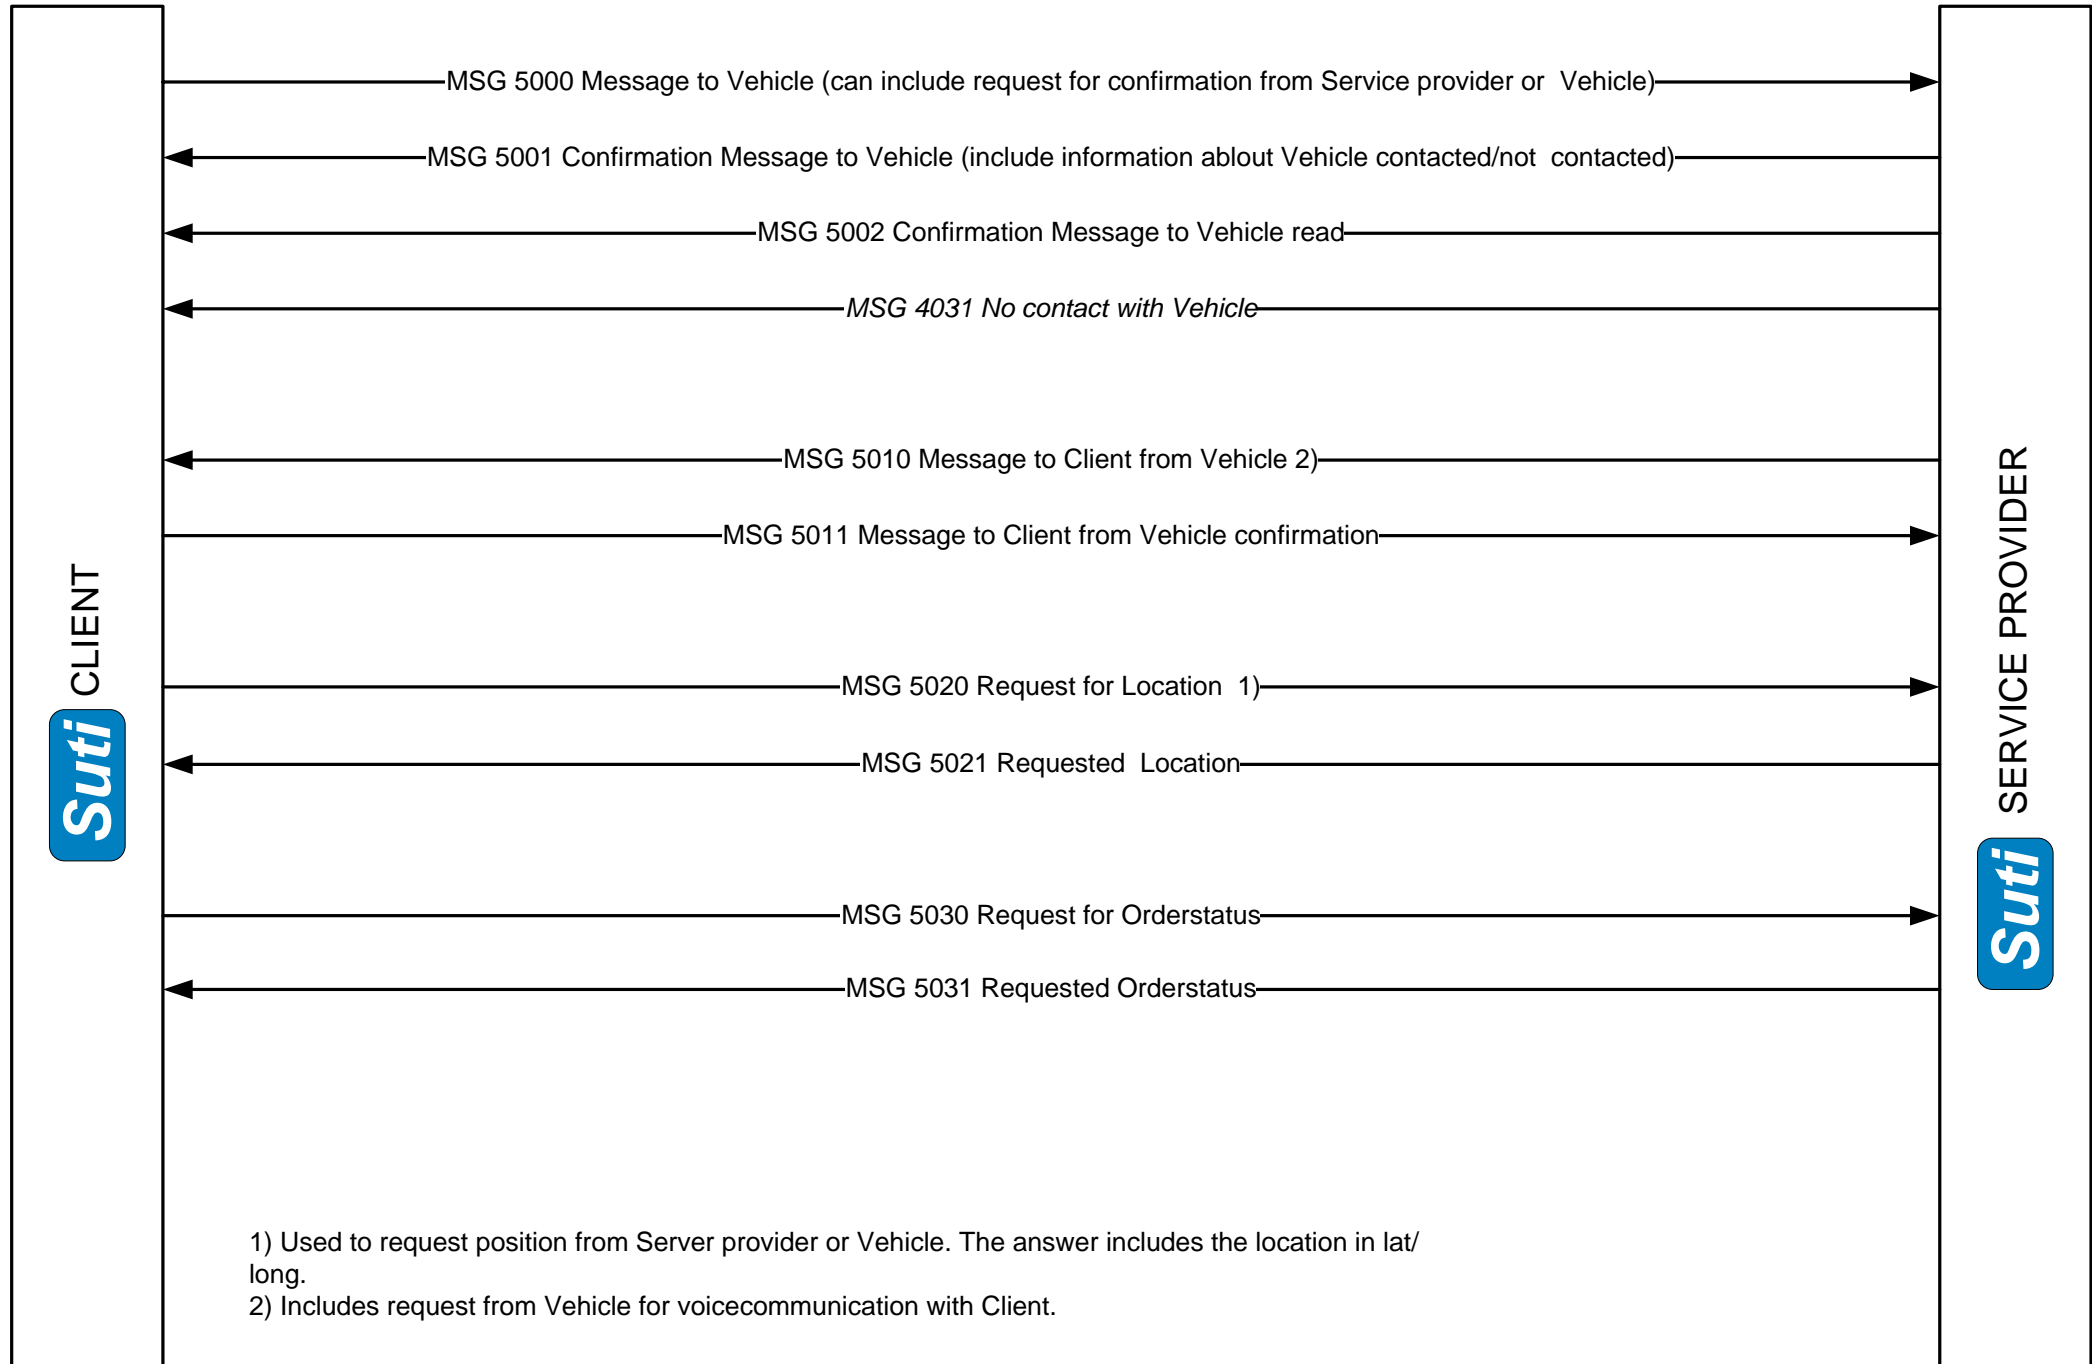 MSG 5000 Message to Vehicle (can include request for confirmation from Service provider or  Vehicle)
MSG 5001 Confirmation Message to Vehicle (include information ablout Vehicle contacted/not  contacted)
MSG 5002 Confirmation Message to Vehicle read
MSG 4031 No contact with Vehicle
MSG 5010 Message to Client from Vehicle 2)
MSG 5011 Message to Client from Vehicle confirmation
MSG 5020 Request for Location  1)
MSG 5021 Requested  Location
MSG 5030 Request for Orderstatus
MSG 5031 Requested Orderstatus
Suti CLIENT
Suti SERVICE PROVIDER
1) Used to request position from Server provider or Vehicle. The answer includes the location in lat/
long.
2) Includes request from Vehicle for voicecommunication with Client.